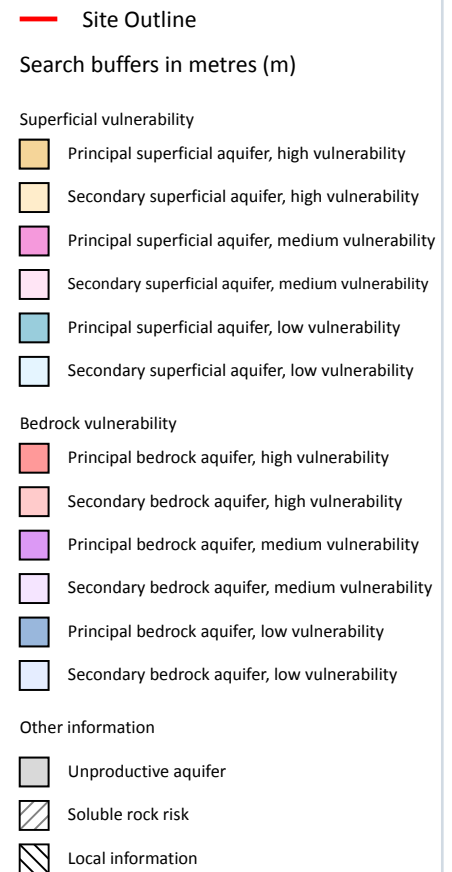 Site Outline
Search buffers in metres (m)
Superficial vulnerability
Principal superficial aquifer, high vulnerability
Secondary superficial aquifer, high vulnerability
Principal superficial aquifer, medium vulnerability
Secondary superficial aquifer, medium vulnerability
Principal superficial aquifer, low vulnerability
Secondary superficial aquifer, low vulnerability
Bedrock vulnerability
Principal bedrock aquifer, high vulnerability
Secondary bedrock aquifer, high vulnerability
Principal bedrock aquifer, medium vulnerability
Secondary bedrock aquifer, medium vulnerability
Principal bedrock aquifer, low vulnerability
Secondary bedrock aquifer, low vulnerability
Other information
Unproductive aquifer
Soluble rock risk
Local information